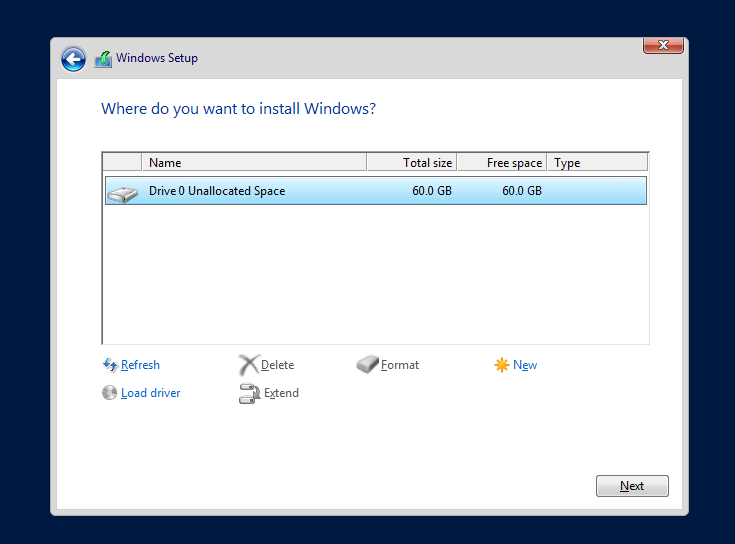 Windows Setup
Where do you want to install Windows?
Name Total size Free space Type
Drive 0 Unallocated Space 60.0 GB 60.0 GB
Refresh Delete Format New
Load driver Extend
Next